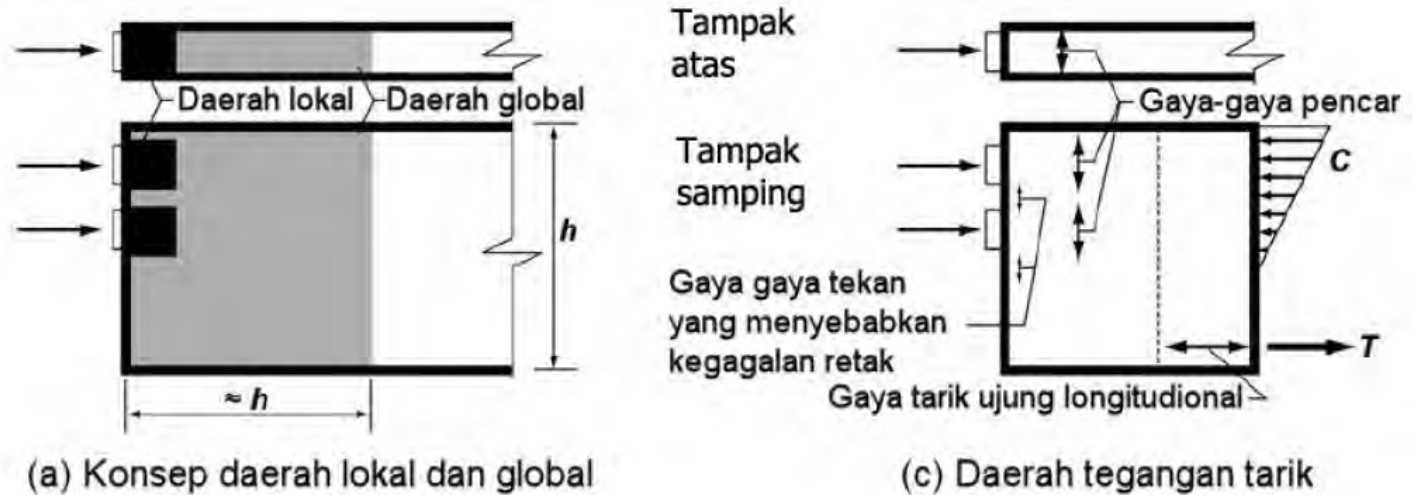 Daerah lokal
Daerah global
h
≈ h
(a) Konsep daerah lokal dan global
Tampak
atas
Tampak
samping
Gaya-gaya pencar
C
Gaya gaya tekan
yang menyebabkan
kegagalan retak
T
Gaya tarik ujung longitudional
(c) Daerah tegangan tarik